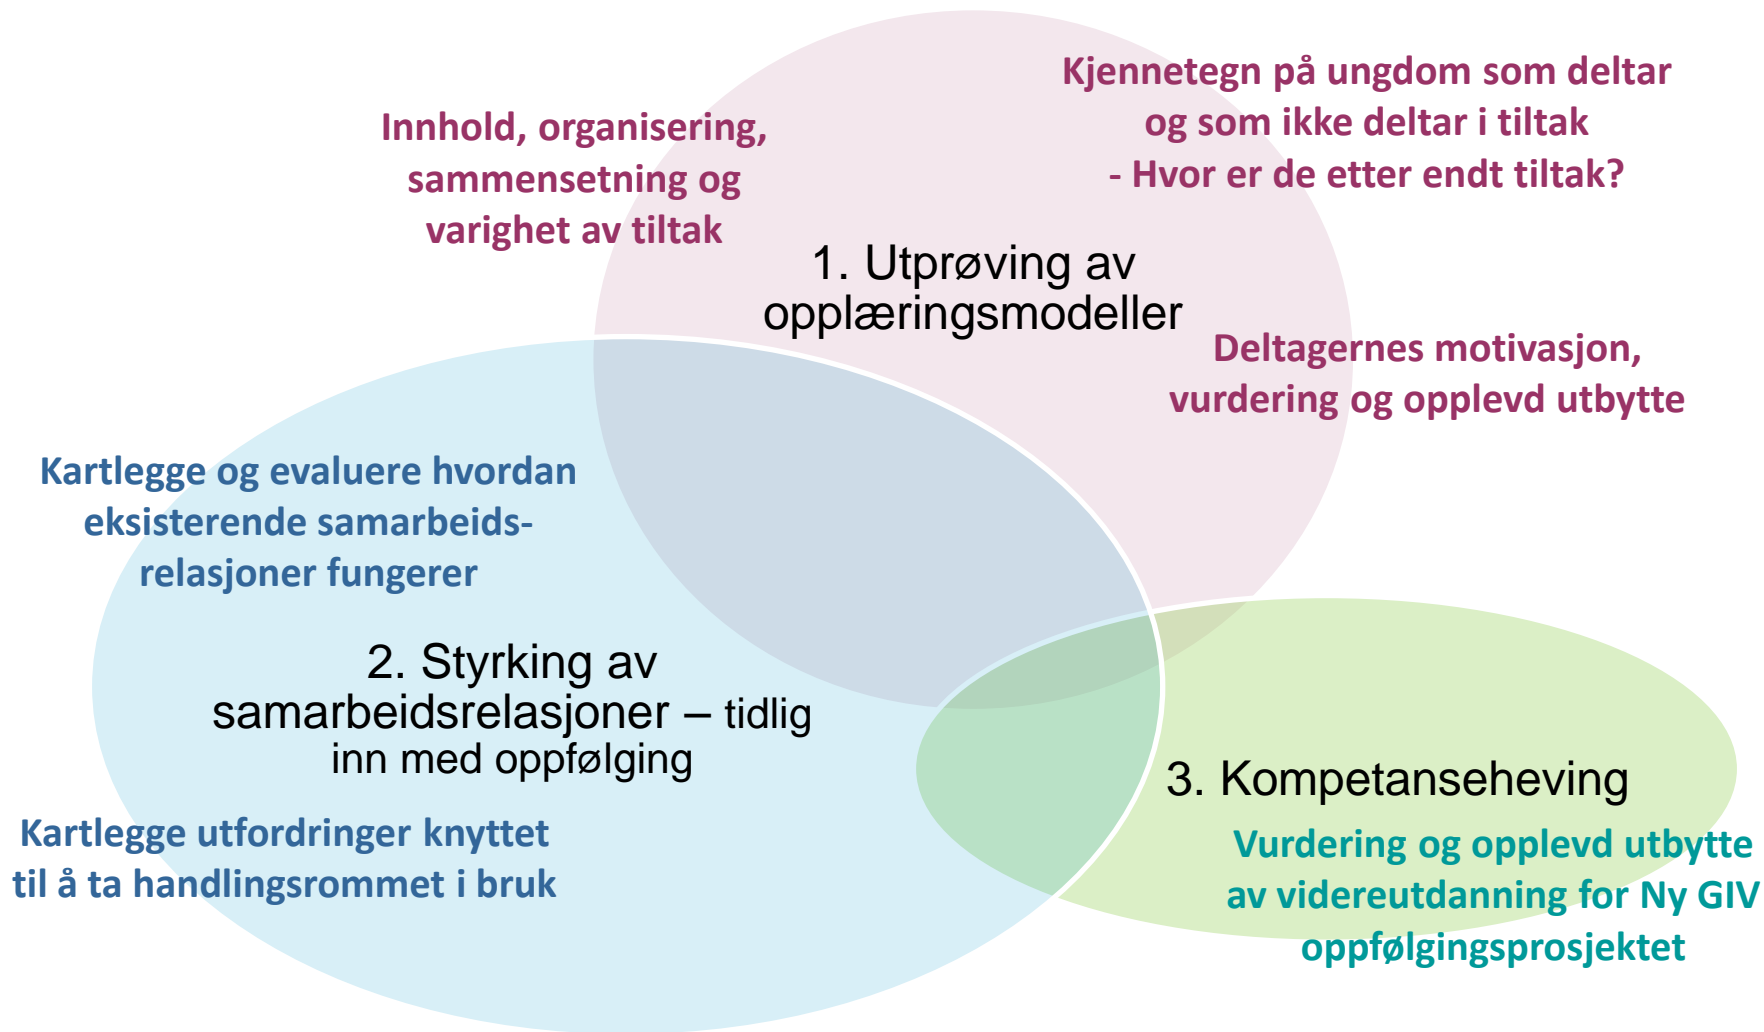 Kjennetegn på ungdom som deltar
og som ikke deltar i tiltak
- Hvor er de etter endt tiltak?
Innhold, organisering,
sammensetning og
varighet av tiltak
1. Utprøving av
opplæringsmodeller
Deltagernes motivasjon,
vurdering og opplevd utbytte
Kartlegge og evaluere hvordan
eksisterende samarbeids-
relasjoner fungerer
2. Styrking av
samarbeidsrelasjoner – tidlig
inn med oppfølging
Kartlegge utfordringer knyttet
til å ta handlingsrommet i bruk
3. Kompetanseheving
Vurdering og opplevd utbytte
av videreutdanning for Ny GIV
oppfølgingsprosjektet